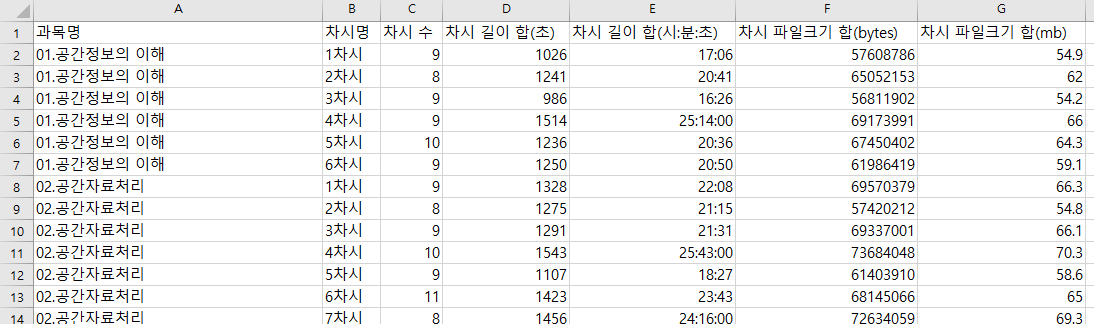 A B C D E F G
1 과목명 차시명 차시 수 차시 길이 합(초) 차시 길이 합(시:분:초) 차시 파일크기 합(bytes) 차시 파일크기 합(mb)
2 01.공간정보의 이해 1차시 9 1026 17:06 57608786 54.9
3 01.공간정보의 이해 2차시 8 1241 20:41 65052153 62
4 01.공간정보의 이해 3차시 9 986 16:26 56811902 54.2
5 01.공간정보의 이해 4차시 9 1514 25:14:00 69173991 66
6 01.공간정보의 이해 5차시 10 1236 20:36 67450402 64.3
7 01.공간정보의 이해 6차시 9 1250 20:50 61986419 59.1
8 02.공간자료처리 1차시 9 1328 22:08 69570379 66.3
9 02.공간자료처리 2차시 8 1275 21:15 57420212 54.8
10 02.공간자료처리 3차시 9 1291 21:31 69337001 66.1
11 02.공간자료처리 4차시 10 1543 25:43:00 73684048 70.3
12 02.공간자료처리 5차시 9 1107 18:27 61403910 58.6
13 02.공간자료처리 6차시 11 1423 23:43 68145066 65
14 02.공간자료처리 7차시 8 1456 24:16:00 72634059 69.3